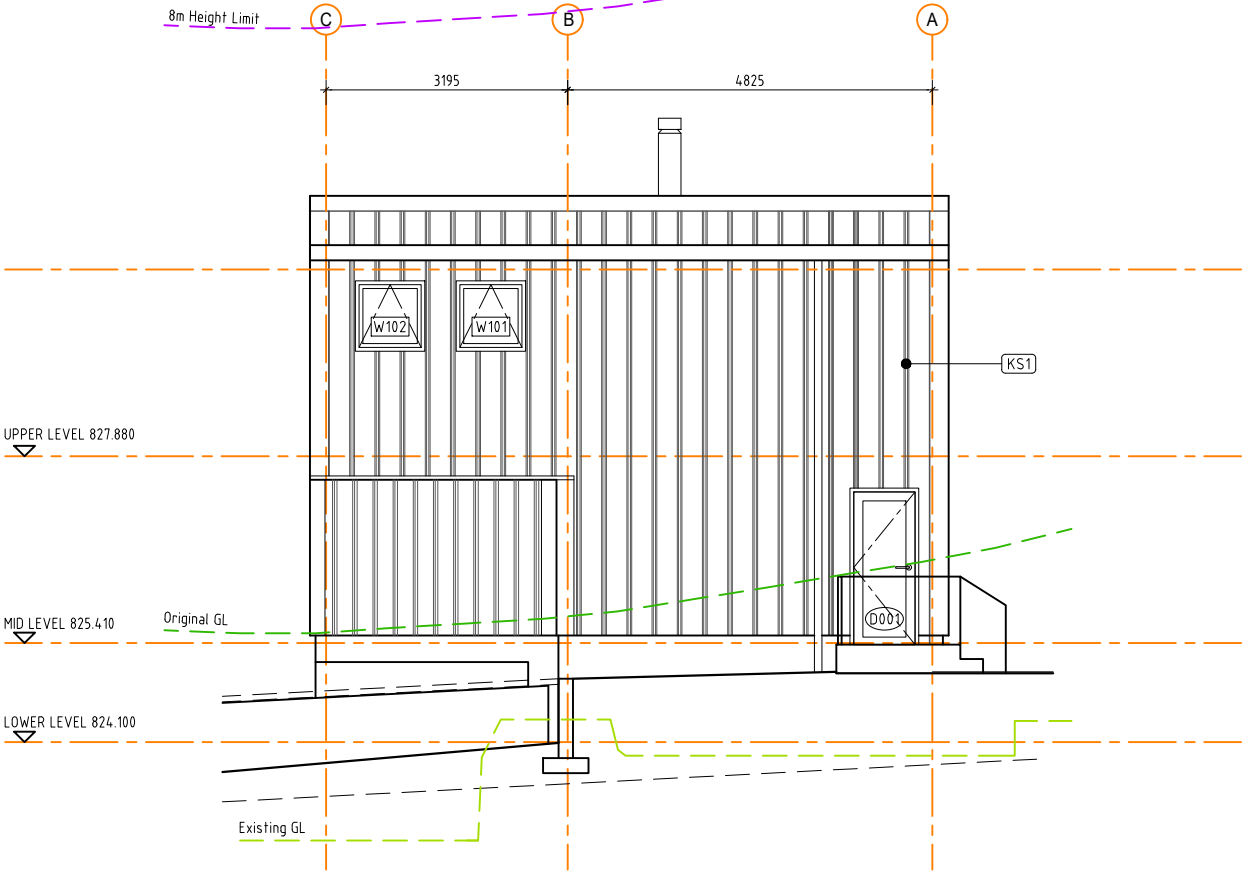 8m Height Limit
C
B
A
3195
4825
W102
W101
KS1
UPPER LEVEL 827.880
Original GL
MID LEVEL 825.410
D001
LOWER LEVEL 824.100
Existing GL